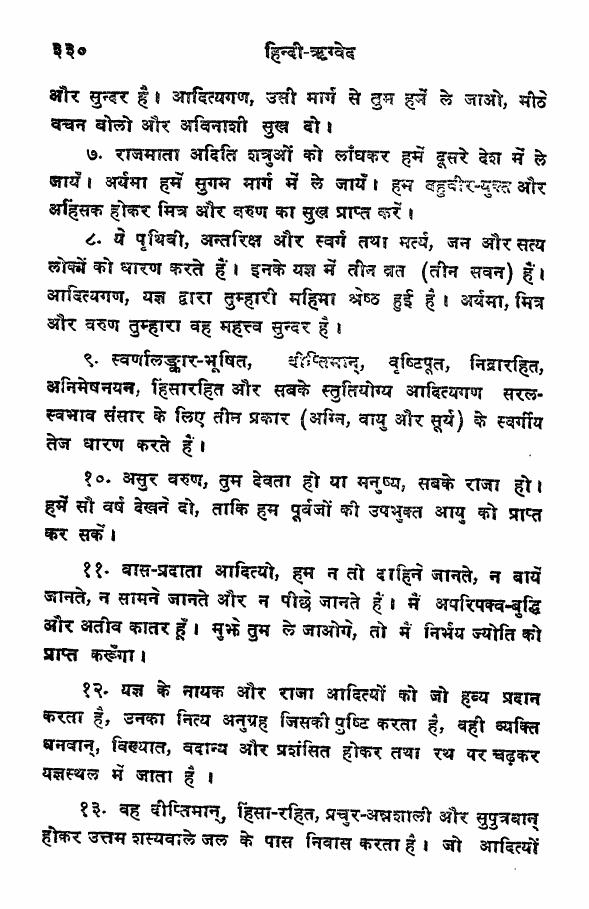 ३३० हिन्दी-ऋग्वेद
और सुन्दर है। आदित्यगण, उसी मार्ग से तुम हमें ले जाओ, मीठे
वचन बोलो और अविनाशी सुख दो।
७. राजमाता अदिति शत्रुओं को लाँघकर हमें दूसरे देश में ले
जायँ। अर्यमा हमें सुगम मार्ग में ले जायँ। हम बहुवीर-युक्त और
अहिंसक होकर मित्र और वरुण का सुख प्राप्त करें।
८. ये पृथिवी, अन्तरिक्ष और स्वर्ग तथा मर्त्य, जन और सत्य
लोकों को धारण करते हैं। इनके यज्ञ में तीन व्रत (तीन सवन) हैं।
आदित्यगण, यज्ञ द्वारा तुम्हारी महिमा श्रेष्ठ हुई है। अर्यमा, मित्र
और वरुण तुम्हारा वह महत्त्व सुन्दर है।
९. स्वर्णालङ्कार-भूषित, दीप्तिमान्, वृष्टिपूत, निद्रारहित,
अनिमेषनयन, हिंसारहित और सबके स्तुतियोग्य आदित्यगण सरल-
स्वभाव संसार के लिए तीन प्रकार (अग्नि, वायु और सूर्य) के स्वर्गीय
तेज धारण करते हैं।
१०. असुर वरुण, तुम देवता हो या मनुष्य, सबके राजा हो।
हमें सौ वर्ष देखने दो, ताकि हम पूर्वजों की उपभुक्त आयु को प्राप्त
कर सकें।
११. वास-प्रदाता आदित्यो, हम न तो दाहिने जानते, न बायें
जानते, न सामने जानते और न पीछे जानते हैं। मैं अपरिपक्व-बुद्धि
और अतीव कातर हूँ। मुझे तुम ले जाओगे, तो मैं निर्भय ज्योति को
प्राप्त करूँगा।
१२. यज्ञ के नायक और राजा आदित्यों को जो हव्य प्रदान
करता है, उनका नित्य अनुग्रह जिसकी पुष्टि करता है, वही व्यक्ति
धनवान्, विख्यात, वदान्य और प्रशंसित होकर तथा रथ पर चढ़कर
यज्ञस्थल में जाता है ।
१३. वह दीप्तिमान्, हिंसा-रहित, प्रचुर-अन्नशाली और सुपुत्रवान्
होकर उत्तम शस्यवाले जल के पास निवास करता है। जो आदित्यों